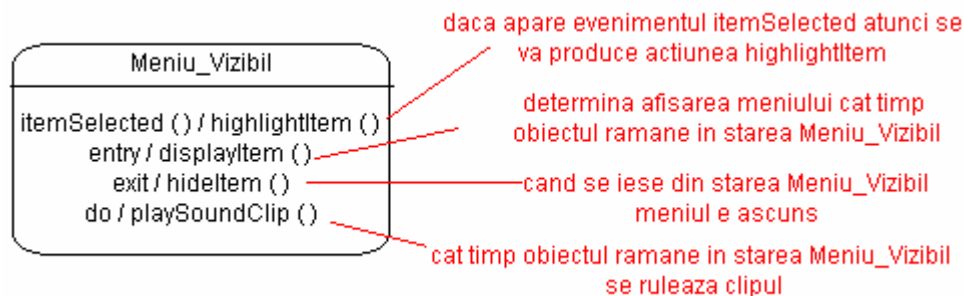 daca apare evenimentul itemSelected atunci se
va produce actiunea highlightItem
Meniu_Vizibil
itemSelected () / highlightItem ()
entry / displayItem ()
exit / hideItem ()
do / playSoundClip ()
determina afisarea meniului cat timp
obiectul ramane in starea Meniu_Vizibil
cand se iese din starea Meniu_Vizibil
meniul e ascuns
cat timp obiectul ramane in starea Meniu_Vizibil
se ruleaza clipul